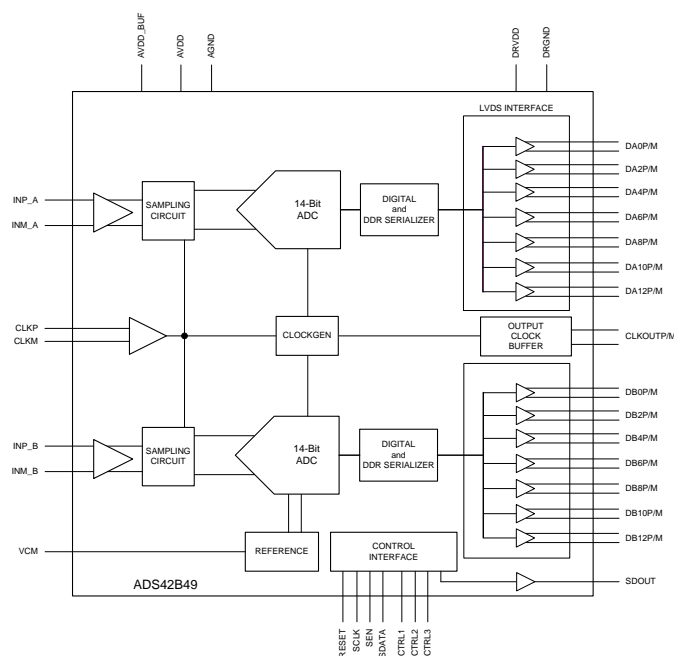 AVDD_BUF
AVDD
AGND
DRVDD
DRGND
LVDS INTERFACE
DA0P/M
DA2P/M
INP_A
SAMPLING
CIRCUIT
14-Bit
ADC
DIGITAL
and
DDR SERIALIZER
DA4P/M
INM_A
DA6P/M
DA8P/M
DA10P/M
DA12P/M
CLKP
CLKM
CLOCKGEN
OUTPUT
CLOCK
BUFFER
CLKOUTP/M
DB0P/M
DB2P/M
INP_B
SAMPLING
CIRCUIT
14-Bit
ADC
DIGITAL
and
DDR SERIALIZER
DB4P/M
INM_B
DB6P/M
DB8P/M
DB10P/M
DB12P/M
VCM
REFERENCE
CONTROL
INTERFACE
ADS42B49
SDOUT
RESET
SCLK
SEN
SDATA
CTRL1
CTRL2
CTRL3